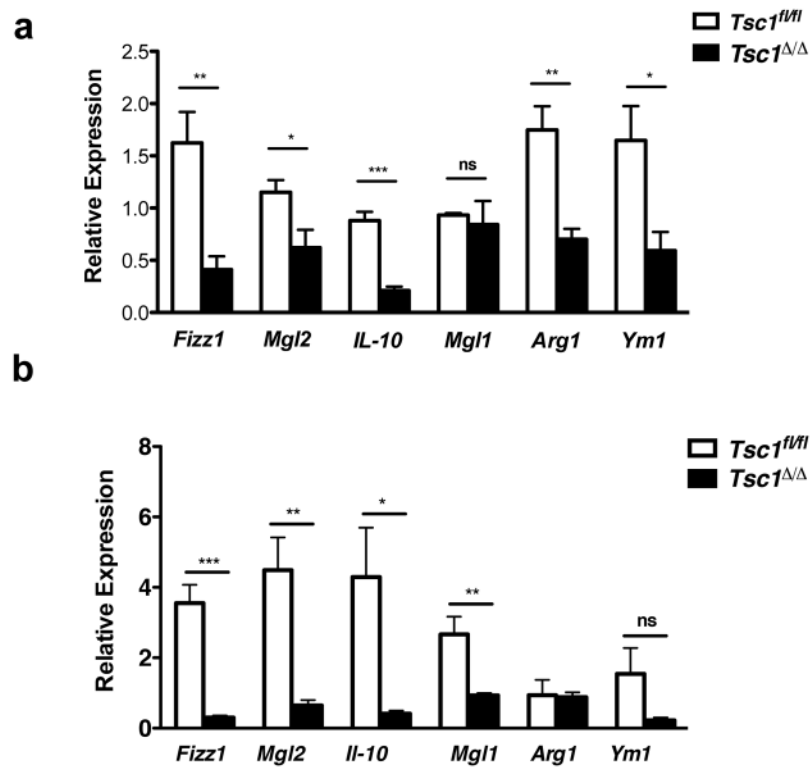 a
Tsc1fl/fl
Tsc1Δ/Δ
Relative Expression
2.5
2.0
1.5
1.0
0.5
0.0
** * *** ns ** *
Fizz1 Mgl2 IL-10 Mgl1 Arg1 Ym1
b
Tsc1fl/fl
Tsc1Δ/Δ
Relative Expression
8
6
4
2
0
*** ** * ** ns
Fizz1 Mgl2 Il-10 Mgl1 Arg1 Ym1